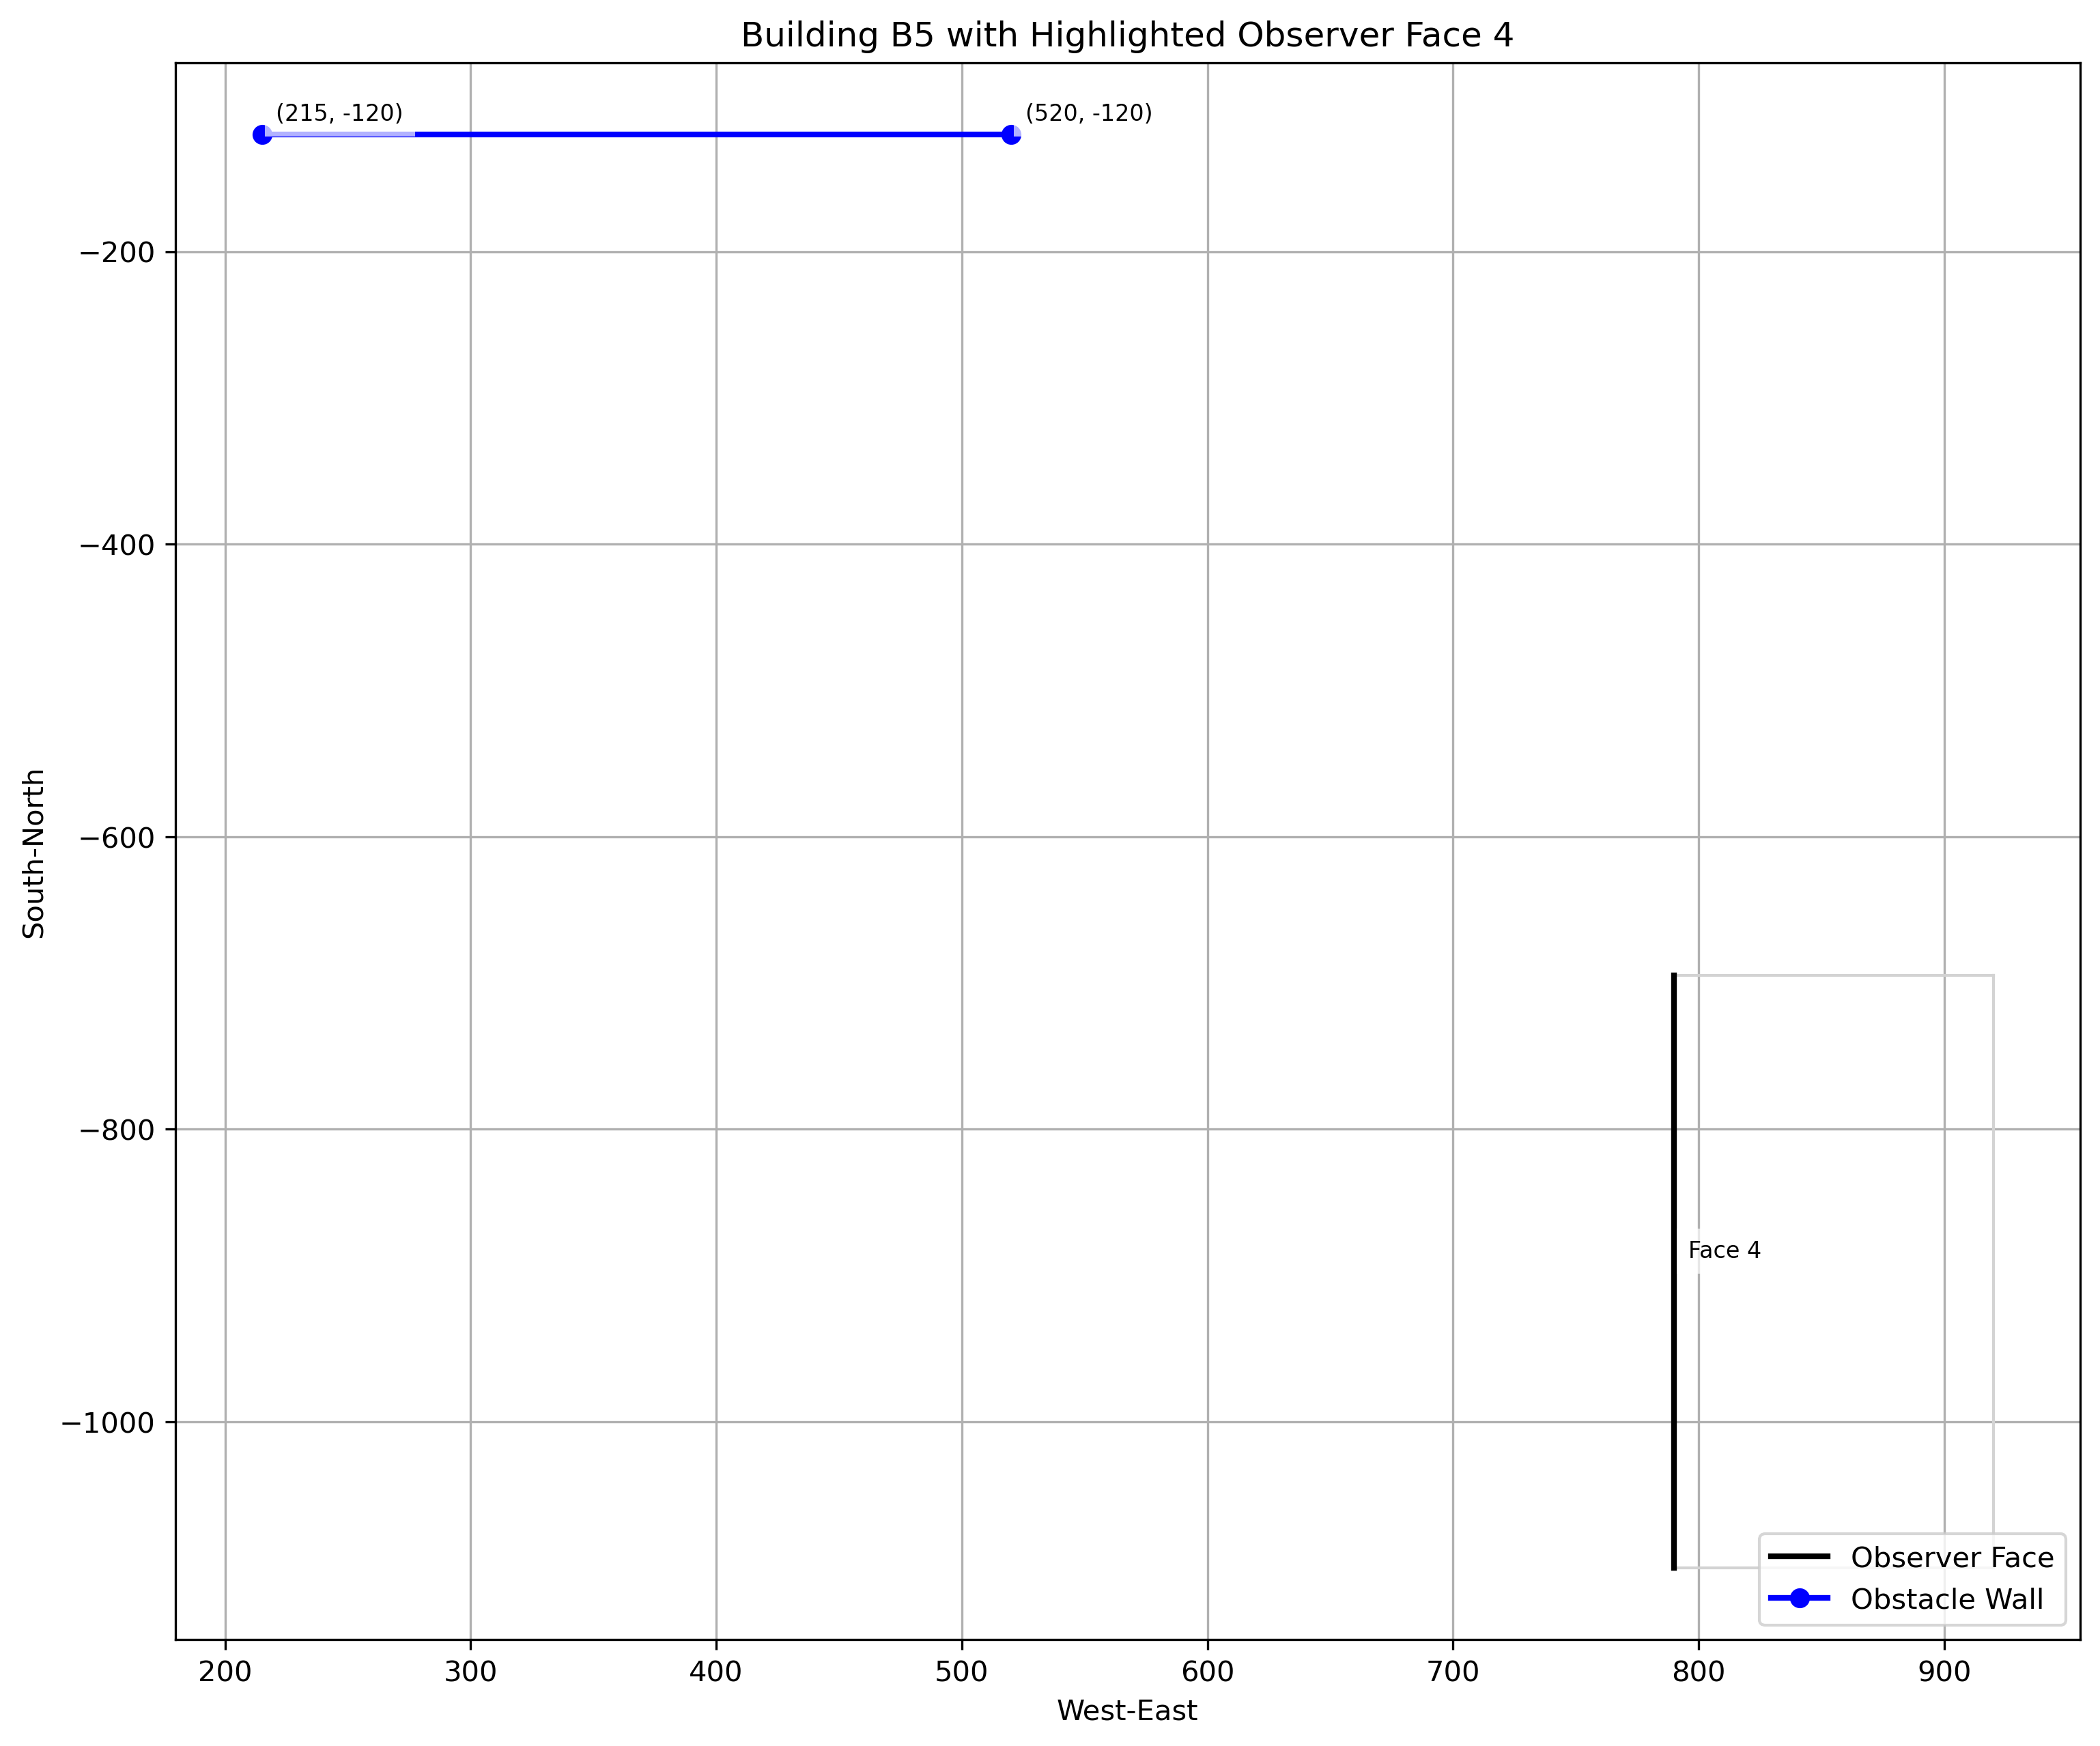 Building B5 with Highlighted Observer Face 4
(215, -120)
(520, -120)
−200
−400
−600
−800
−1000
South-North
Face 4
Observer Face
Obstacle Wall
200
300
400
500
600
700
800
900
West-East